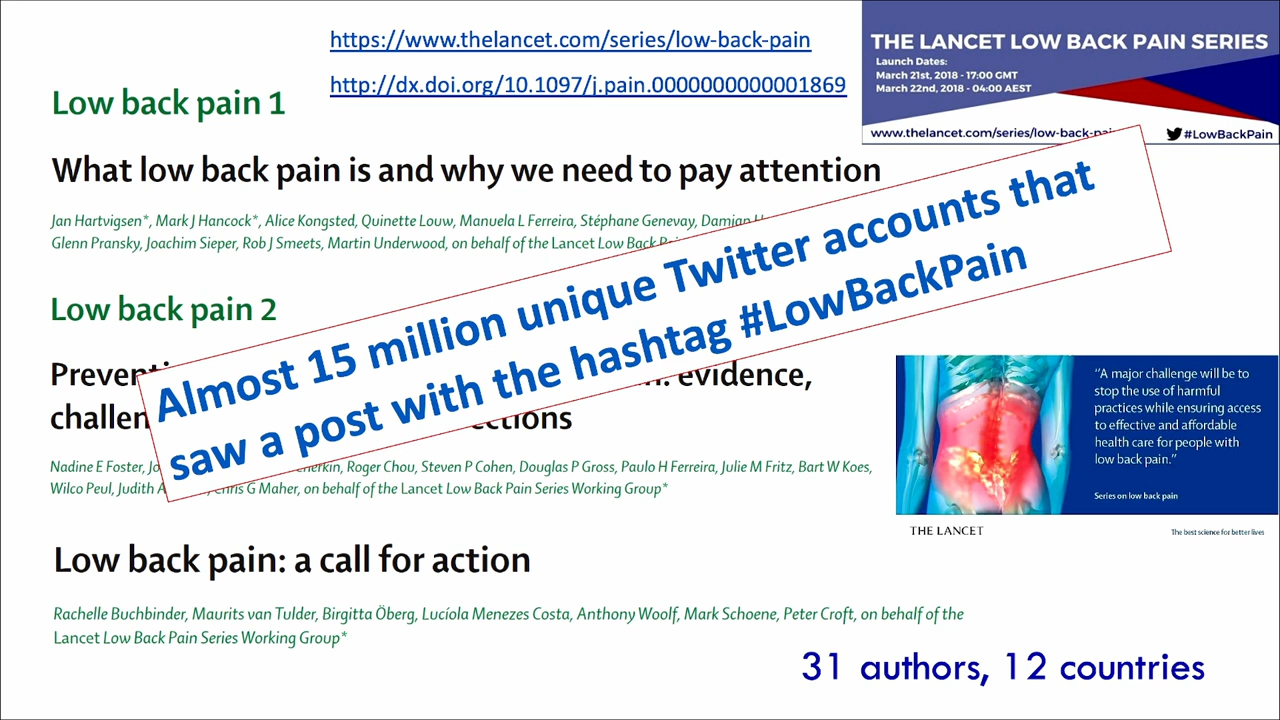 https://www.thelancet.com/series/low-back-pain
http://dx.doi.org/10.1097/j.pain.0000000000001869
THE LANCET LOW BACK PAIN SERIES
Launch Dates:
March 21st, 2018 - 17:00 GMT
March 22nd, 2018 - 04:00 AEST
www.thelancet.com/series/low-back-pain
#LowBackPain
Low back pain 1
What low back pain is and why we need to pay attention
Jan Hartvigsen*, Mark J Hancock*, Alice Kongsted, Quinette Louw, Manuela L Ferreira, Stéphane Genevay, Damian
Glenn Pransky, Joachim Sieper, Rob J Smeets, Martin Underwood, on behalf of the Lancet Low Back
Almost 15 million unique Twitter accounts that
saw a post with the hashtag #LowBackPain
Low back pain 2
evidence,
Nadine E Foster, Roger Chou, Steven P Cohen, Douglas P Gross, Paulo H Ferreira, Julie M Fritz, Bart W Koes,
Wilco Peul, Judith G Maher, on behalf of the Lancet Low Back Pain Series Working Group*
"A major challenge will be to
stop the use of harmful
practices while ensuring access
to effective and affordable
health care for people with
low back pain."
Series on low back pain
THE LANCET
The best science for better lives
Low back pain: a call for action
Rachelle Buchbinder, Maurits van Tulder, Birgitta Öberg, Lucíola Menezes Costa, Anthony Woolf, Mark Schoene, Peter Croft, on behalf of the
Lancet Low Back Pain Series Working Group*
31 authors, 12 countries